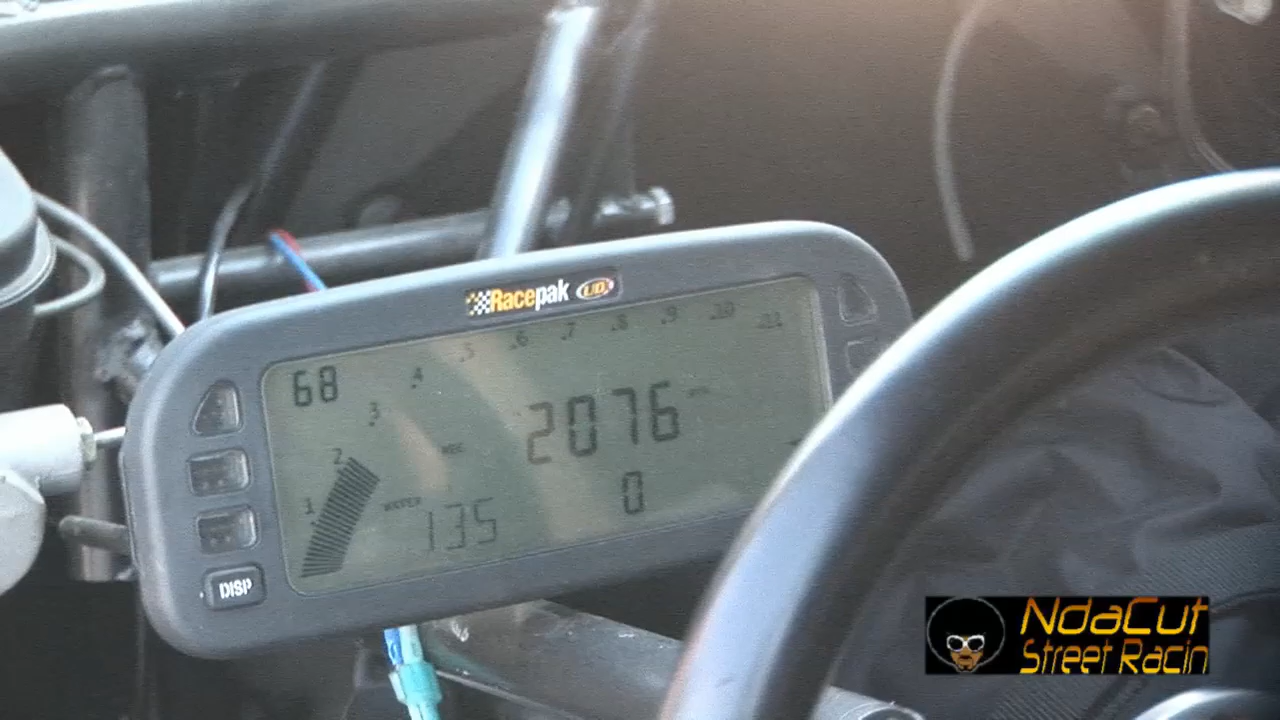 Racepak UD
.5 .6 .7 .8 .9 .10 .11
68 .4
.3
2076
2
1 WATER 135 0
DISP
NdaCut
Street Racin